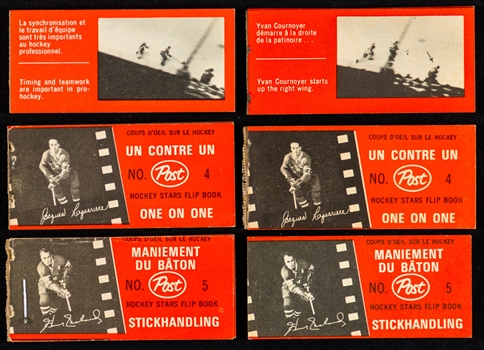 La synchronisation et
le travail d'équipe
sont très importants
au hockey
professionnel.
Timing and teamwork
are important in pro-
hockey.
Yvan Cournoyer
démarre à la droite
de la patinoire . . .
Yvan Cournoyer starts
up the right wing.
COUPS D'OEIL SUR LE HOCKEY
UN CONTRE UN
NO. Post 4
HOCKEY STARS FLIP BOOK
ONE ON ONE
Jacques Laperriere
COUPS D'OEIL SUR LE HOCKEY
UN CONTRE UN
NO. Post 4
HOCKEY STARS FLIP BOOK
ONE ON ONE
Jacques Laperriere
COUPS D'OEIL SUR LE HOCKEY
MANIEMENT
DU BÂTON
NO. Post 5
HOCKEY STARS FLIP BOOK
STICKHANDLING
COUPS D'OEIL SUR LE HOCKEY
MANIEMENT
DU BÂTON
NO. Post 5
HOCKEY STARS FLIP BOOK
STICKHANDLING